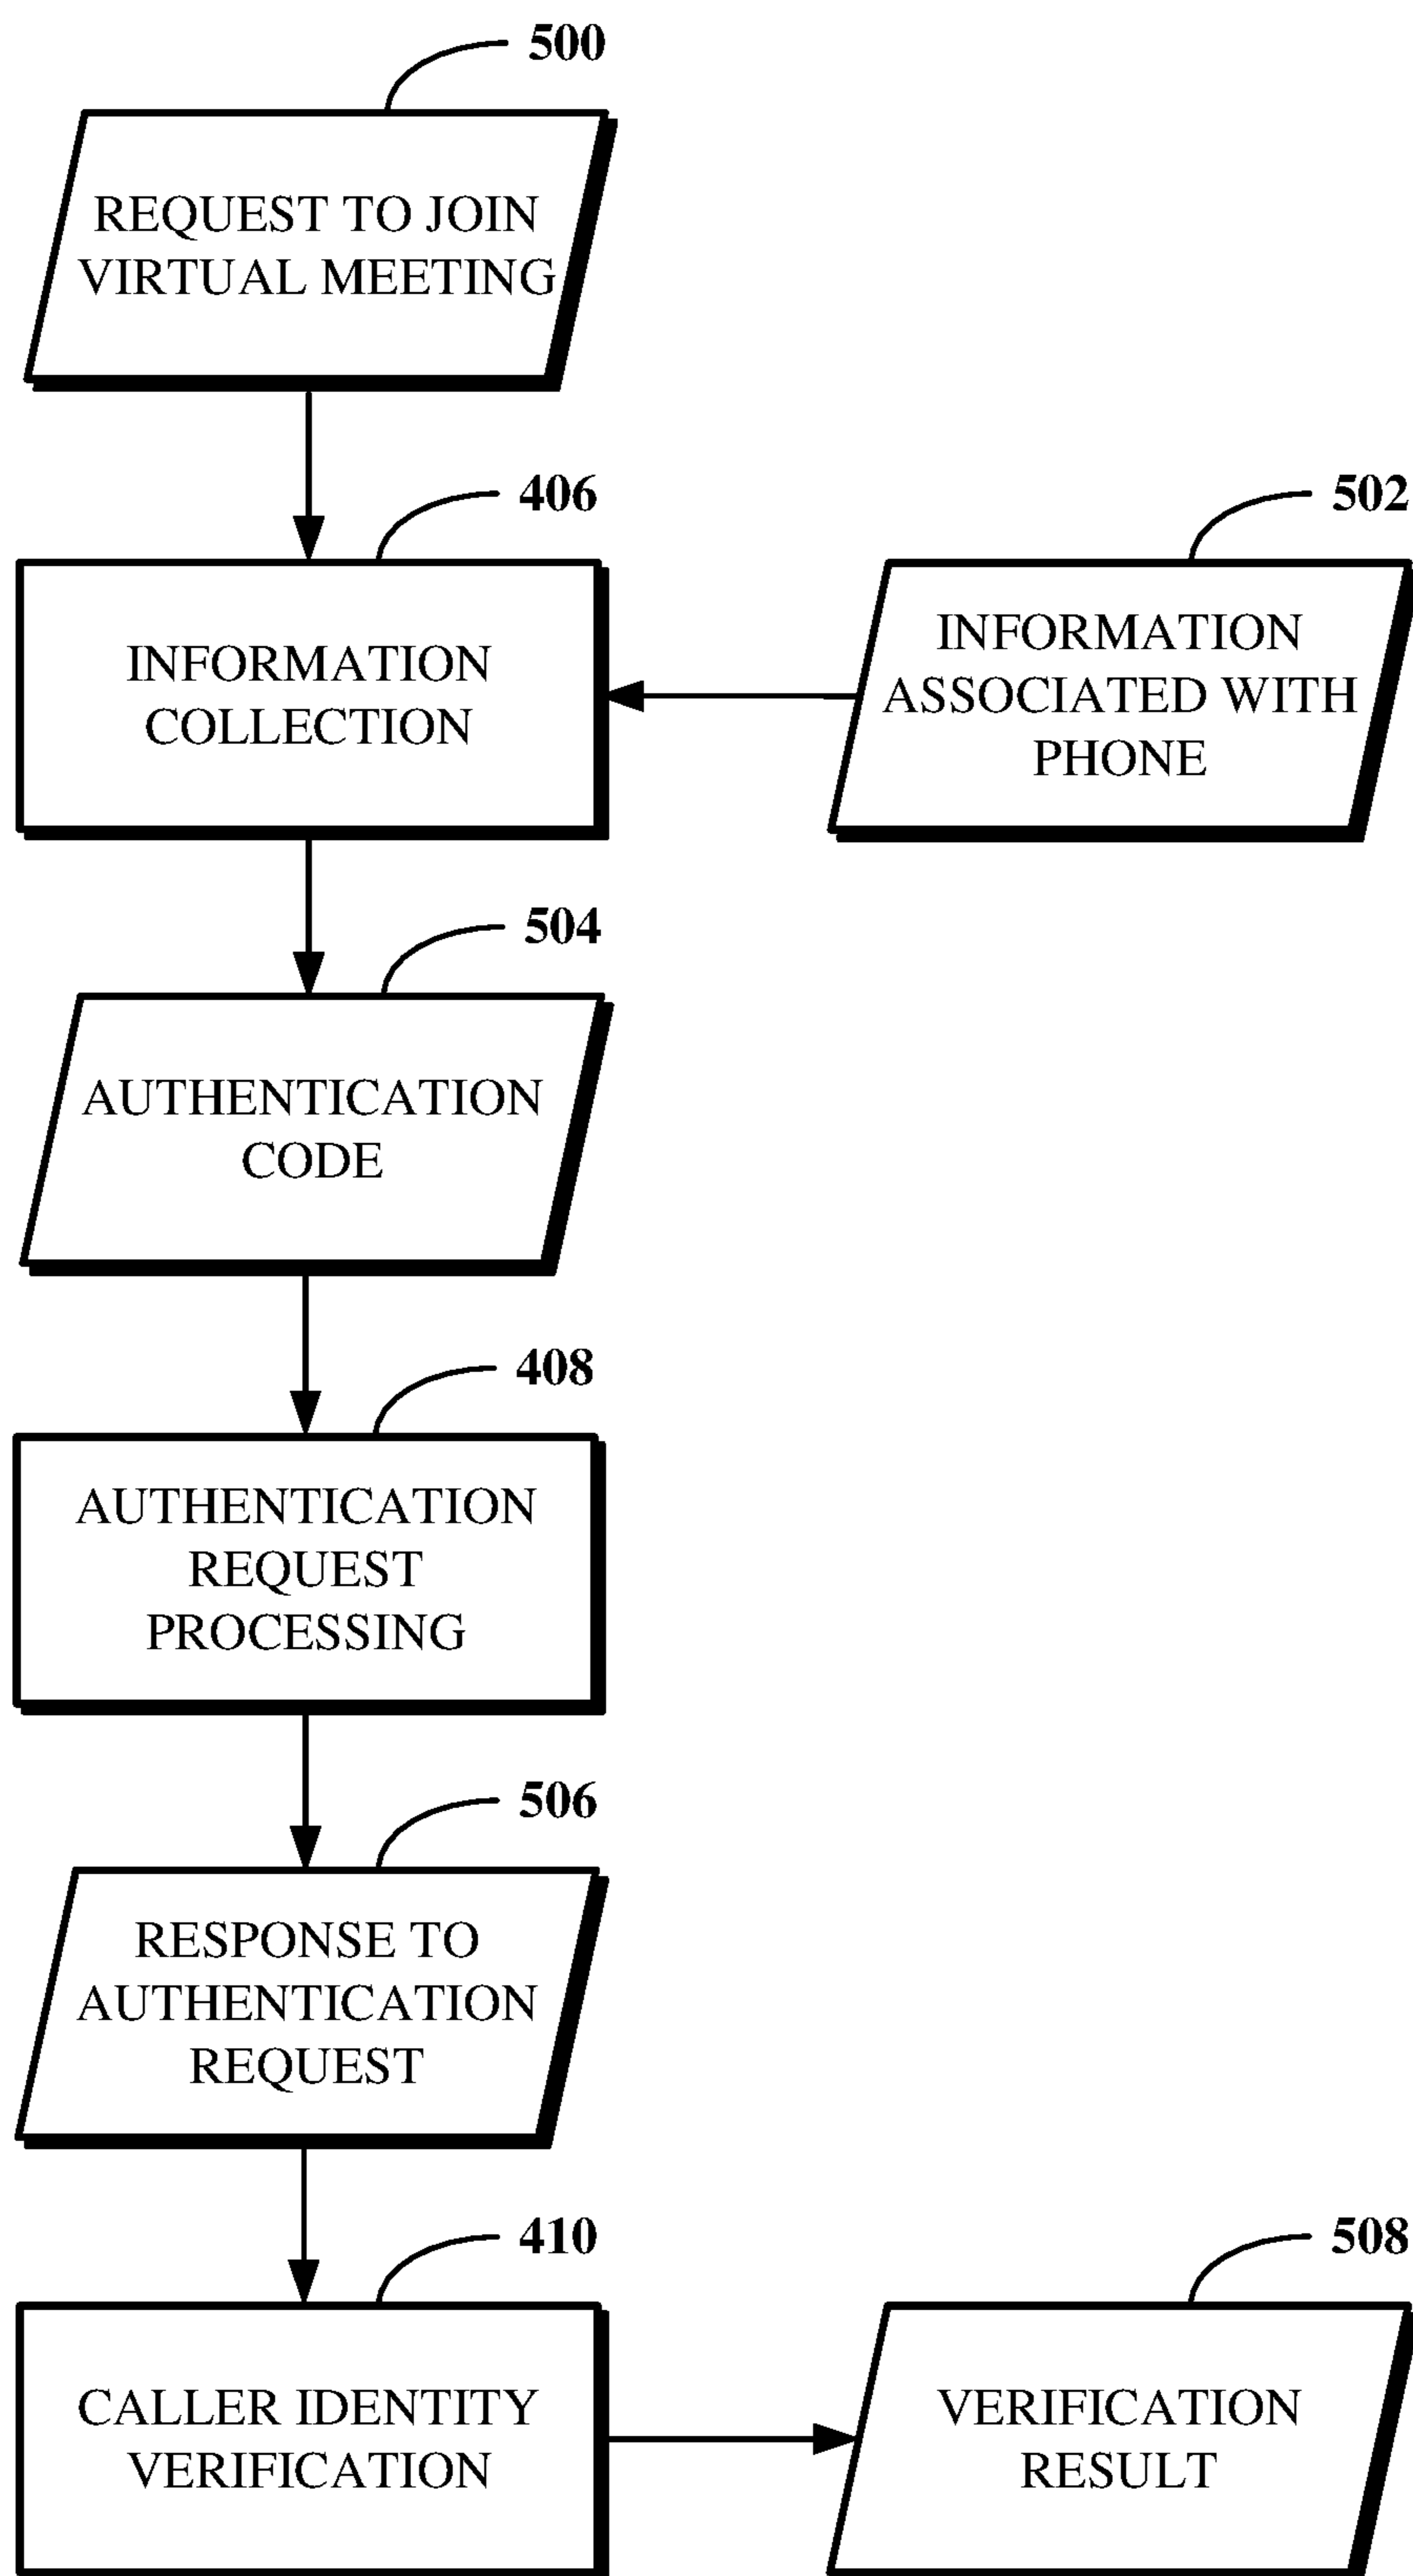 500
REQUEST TO JOIN
VIRTUAL MEETING
406
INFORMATION
COLLECTION
502
INFORMATION
ASSOCIATED WITH
PHONE
504
AUTHENTICATION
CODE
408
AUTHENTICATION
REQUEST
PROCESSING
506
RESPONSE TO
AUTHENTICATION
REQUEST
410
CALLER IDENTITY
VERIFICATION
508
VERIFICATION
RESULT